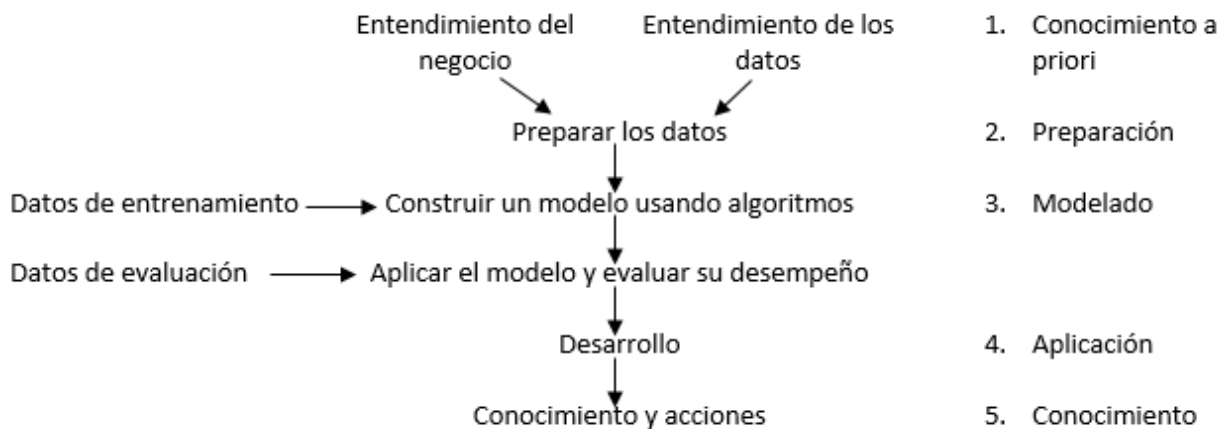 Entendimiento del negocio
Entendimiento de los datos
1. Conocimiento a priori
Preparar los datos
2. Preparación
Datos de entrenamiento
Construir un modelo usando algoritmos
3. Modelado
Datos de evaluación
Aplicar el modelo y evaluar su desempeño
Desarrollo
4. Aplicación
Conocimiento y acciones
5. Conocimiento